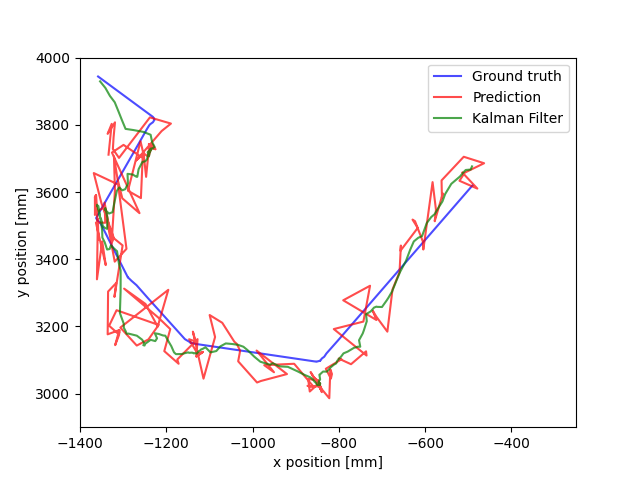 4000
3800
3600
3400
3200
3000
y position [mm]
−1400
−1200
−1000
−800
−600
−400
x position [mm]
Ground truth
Prediction
Kalman Filter